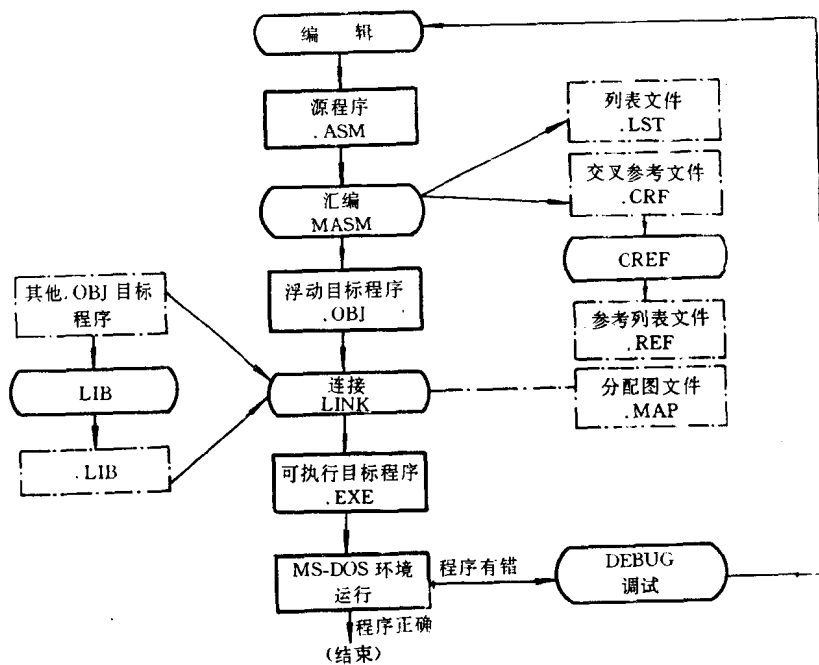 编 辑
源程序
.ASM
列表文件
.LST
交叉参考文件
.CRF
汇编
MASM
CREF
其他.OBJ目标
程序
浮动目标程序
.OBJ
参考列表文件
.REF
LIB
连接
LINK
分配图文件
.MAP
.LIB
可执行目标程序
.EXE
MS-DOS 环境
运行
程序有错
DEBUG
调试
程序正确
(结束)